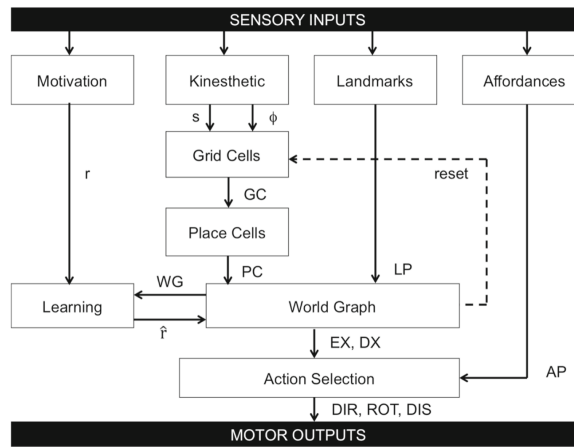 SENSORY INPUTS
Motivation
Kinesthetic
Landmarks
Affordances
s
ϕ
Grid Cells
reset
r
GC
Place Cells
WG
PC
LP
Learning
World Graph
r̂
EX, DX
Action Selection
AP
DIR, ROT, DIS
MOTOR OUTPUTS